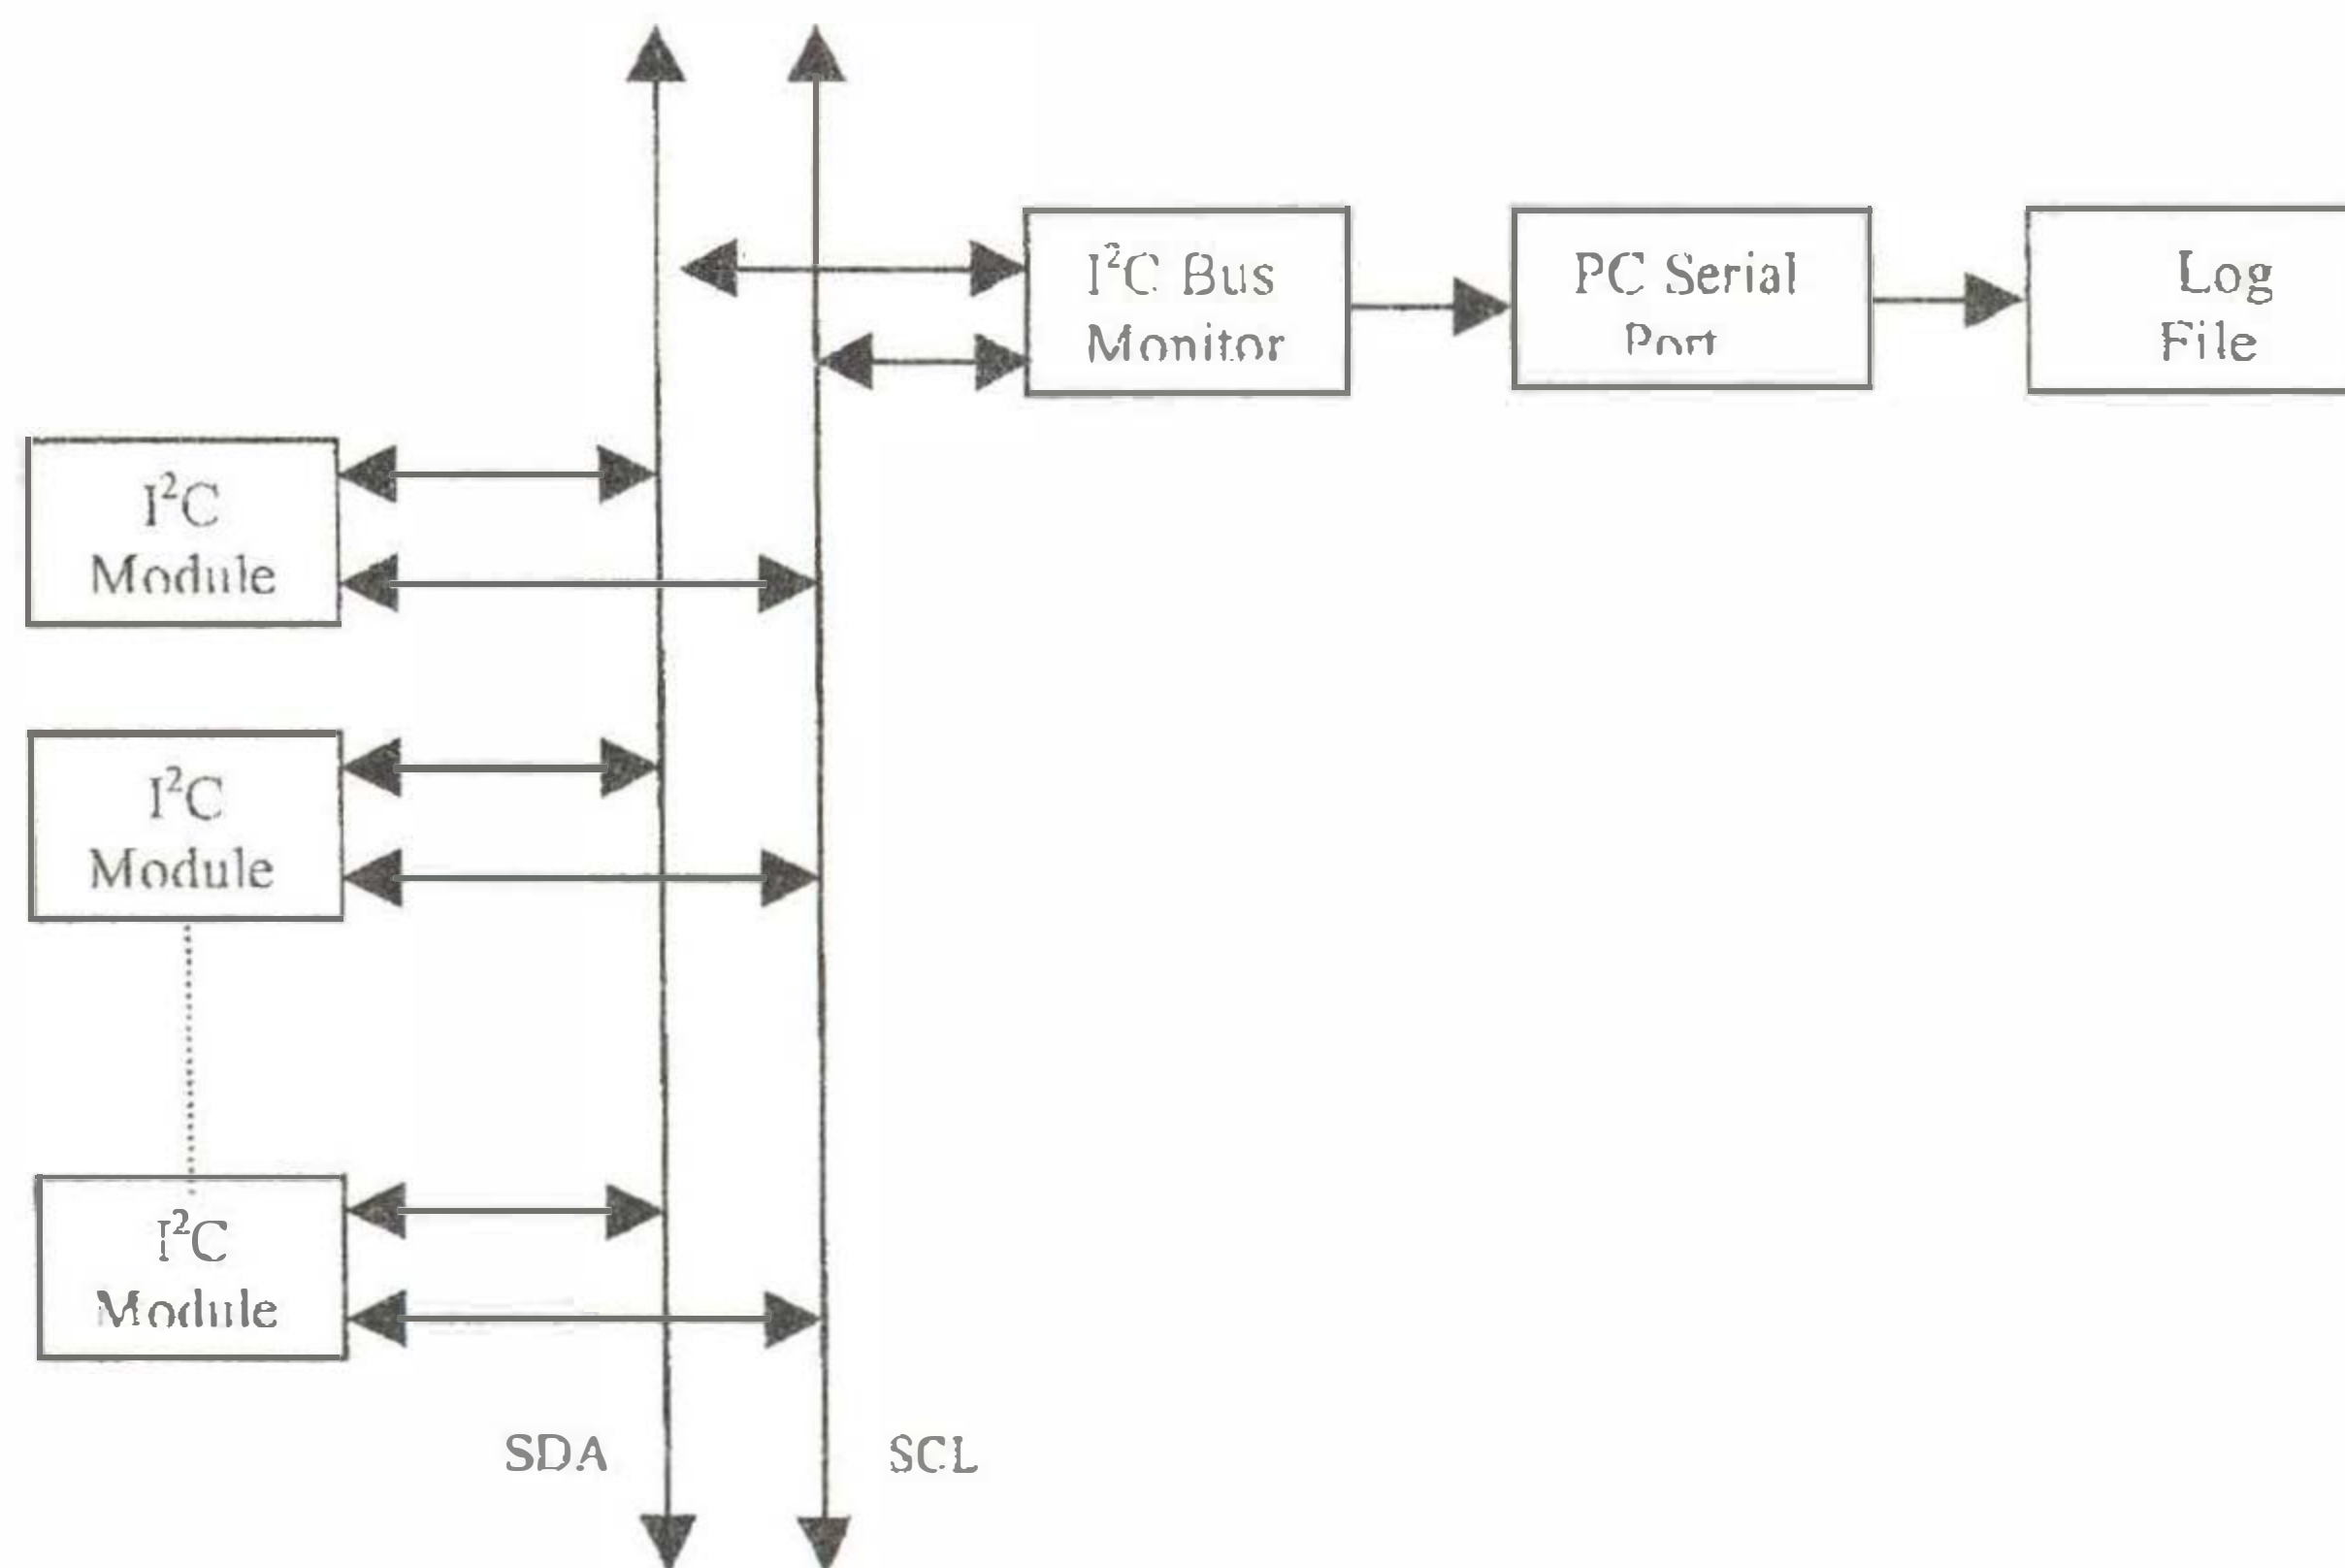 I²C Bus
Monitor
PC Serial
Port
Log
File
I²C
Module
I²C
Module
I²C
Module
SDA
SCL